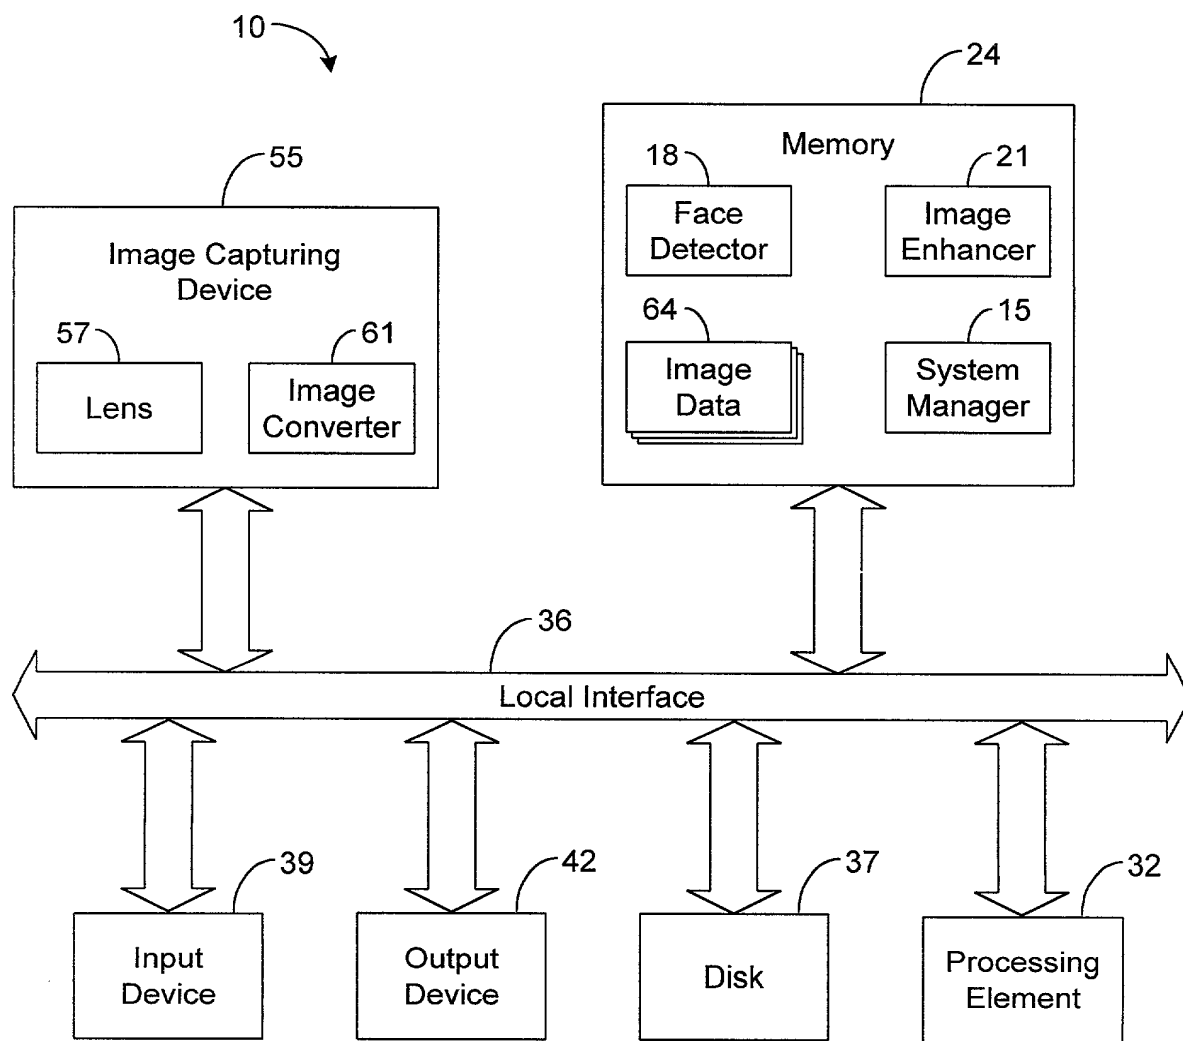 10
24
Memory
18
21
Face
Detector
Image
Enhancer
64
15
Image
Data
System
Manager
55
Image Capturing
Device
57
61
Lens
Image
Converter
36
Local Interface
39
42
37
32
Input
Device
Output
Device
Disk
Processing
Element